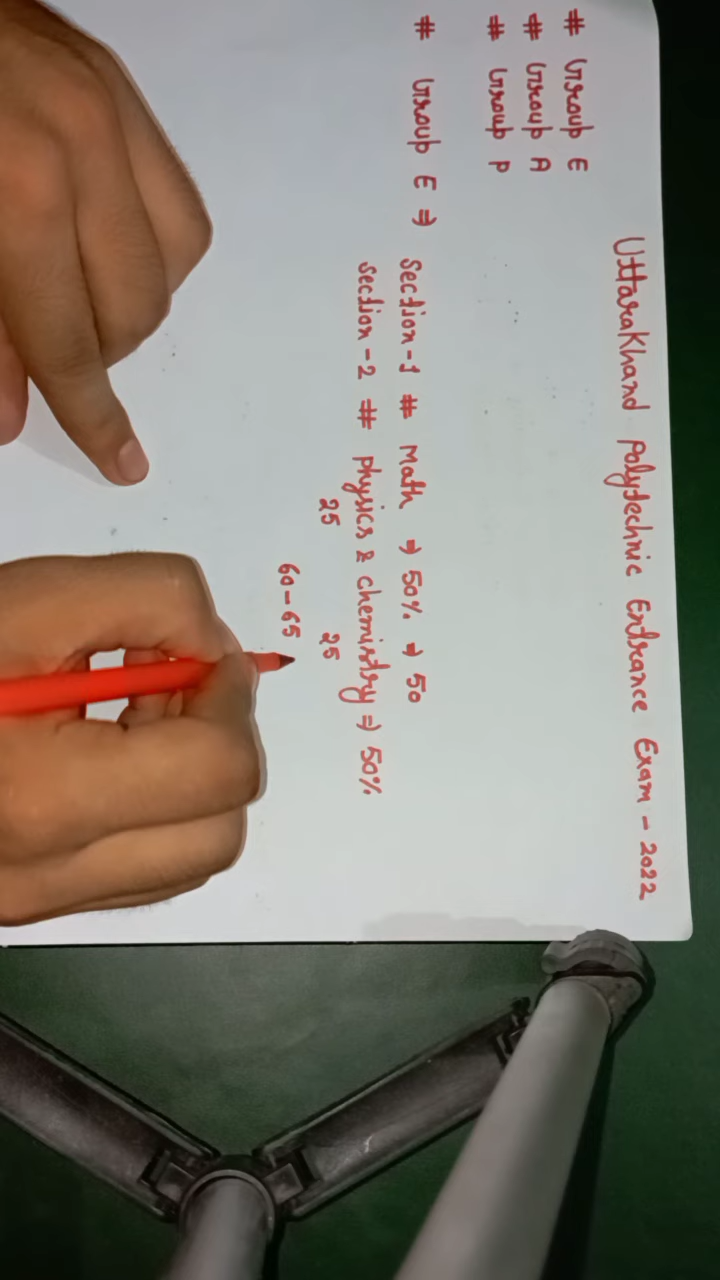 Uttarakhand Polytechnic Entrance Exam - 2022
# Group E
# Group A
# Group P
# Group E ⇒ Section-1 # Math ⇒ 50% ⇒ 50
Section-2 # physics & chemistry ⇒ 50%
25 25
60-65